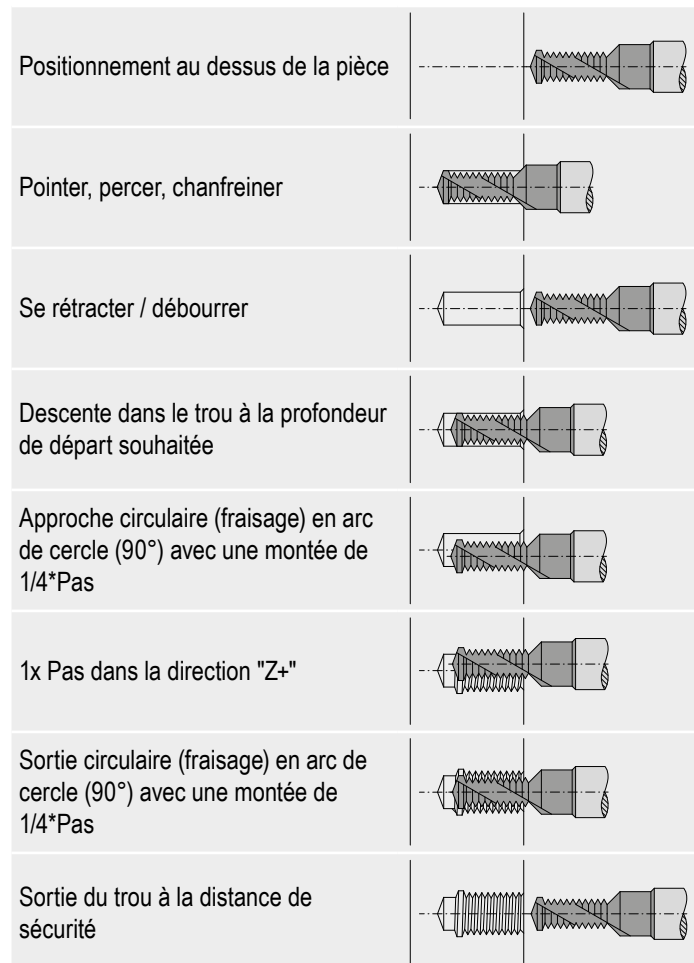 Positionnement au dessus de la pièce
Pointer, percer, chanfreiner
Se rétracter / débourrer
Descente dans le trou à la profondeur
de départ souhaitée
Approche circulaire (fraisage) en arc
de cercle (90°) avec une montée de
1/4*Pas
1x Pas dans la direction "Z+"
Sortie circulaire (fraisage) en arc de
cercle (90°) avec une montée de
1/4*Pas
Sortie du trou à la distance de
sécurité